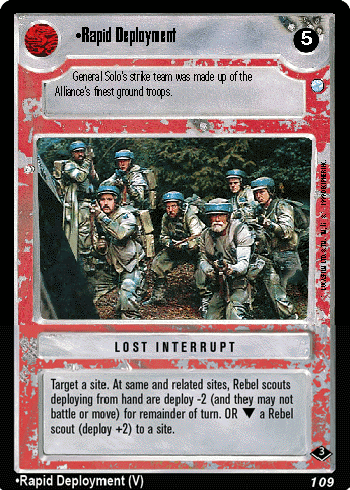 •Rapid Deployment
5
General Solo's strike team was made up of the
Alliance's finest ground troops.
LOST INTERRUPT
Target a site. At same and related sites, Rebel scouts
deploying from hand are deploy -2 (and they may not
battle or move) for remainder of turn. OR ▼ a Rebel
scout (deploy +2) to a site.
3
•Rapid Deployment (V)
109